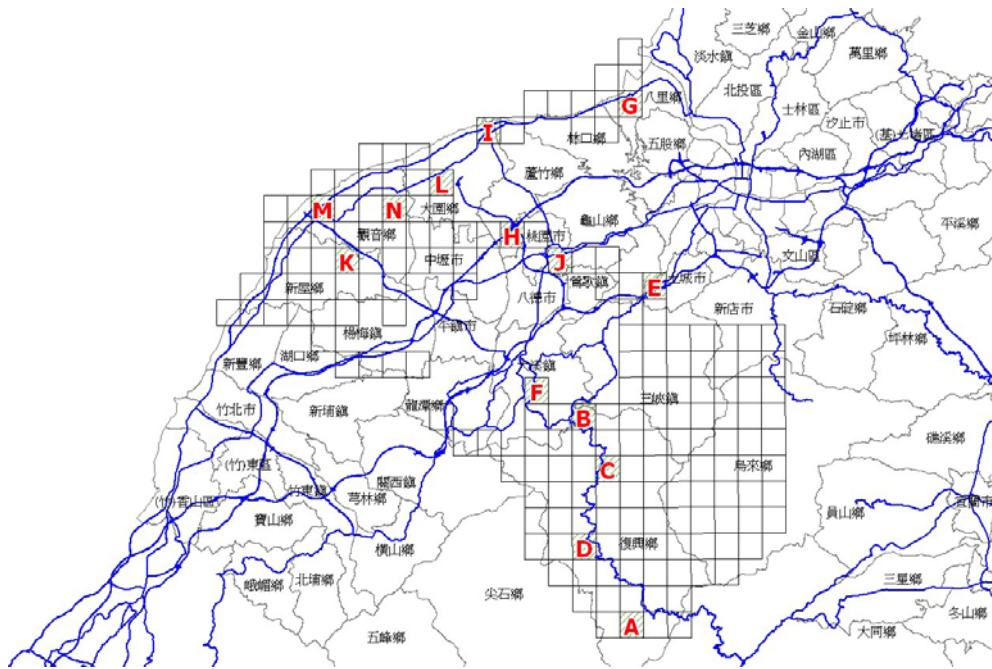 三芝鄉
金山鄉
萬里鄉
淡水鎮
北投區
八里鄉
G
士林區
汐止市
(基)七堵區
I
林口鄉
五股鄉
內湖區
蘆竹鄉
L
大園鄉
M
N
龜山鄉
平溪鄉
觀音鄉
H
桃園市
K
中壢市
J
文山區
新屋鄉
鶯歌鎮
E
土城市
八德市
新店市
石碇鄉
楊梅鎮
平鎮市
坪林鄉
湖口鄉
新豐鄉
大溪鎮
F
三峽鎮
竹北市
新埔鎮
龍潭鄉
B
礁溪鄉
(竹)東區
C
烏來鄉
關西鎮
竹東鎮
(竹)香山區
芎林鄉
宜蘭市
員山鄉
寶山鄉
D
復興鄉
橫山鄉
峨嵋鄉
北埔鄉
尖石鄉
三星鄉
冬山鄉
A
五峰鄉
大同鄉